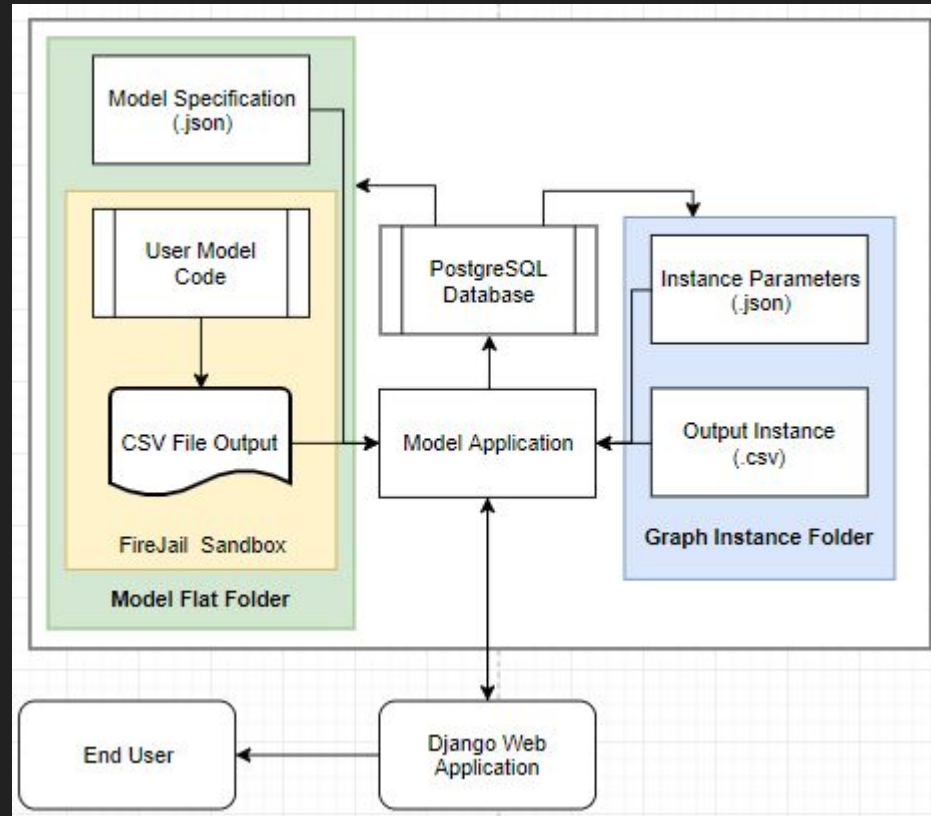 Model Specification
(.json)
User Model
Code
CSV File Output
FireJail Sandbox
Model Flat Folder
PostgreSQL
Database
Model Application
Instance Parameters
(.json)
Output Instance
(.csv)
Graph Instance Folder
End User
Django Web
Application